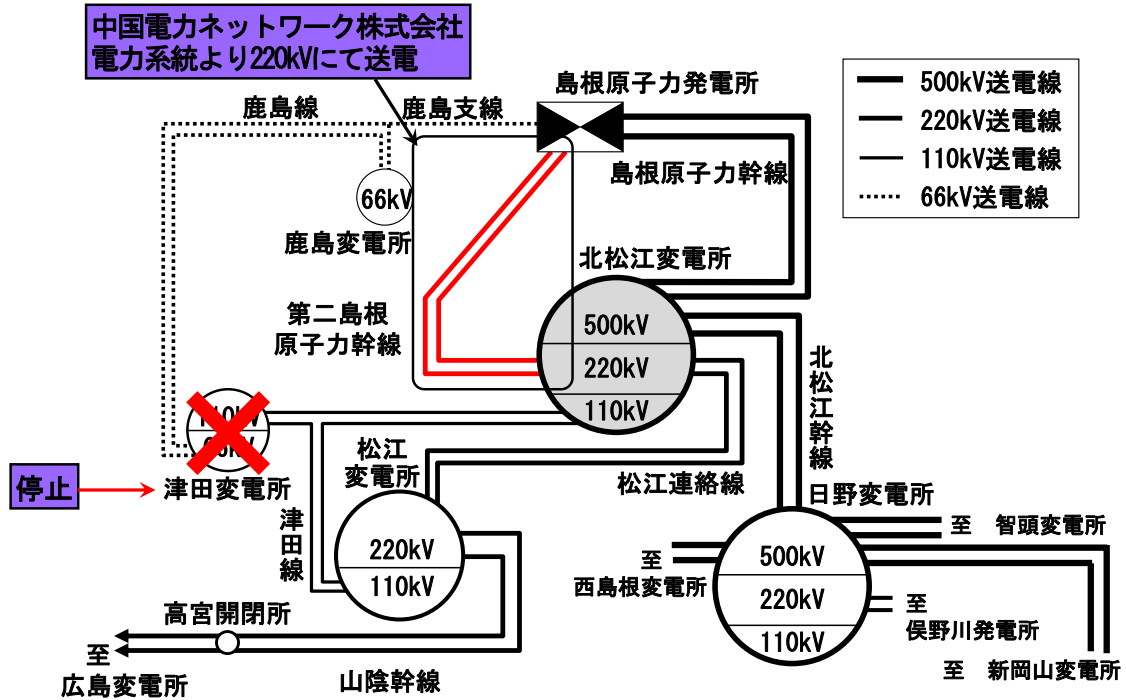 中国電力ネットワーク株式会社
電力系統より220kVにて送電
500kV送電線
220kV送電線
110kV送電線
66kV送電線
鹿島線
鹿島支線
島根原子力発電所
島根原子力幹線
66kV
鹿島変電所
北松江変電所
第二島根
原子力幹線
500kV
220kV
110kV
北松江幹線
停止
津田変電所
松江
変電所
松江連絡線
津田線
220kV
110kV
日野変電所
500kV
220kV
110kV
至 智頭変電所
至
西島根変電所
至
俣野川発電所
至 新岡山変電所
高宮開閉所
至
広島変電所
山陰幹線